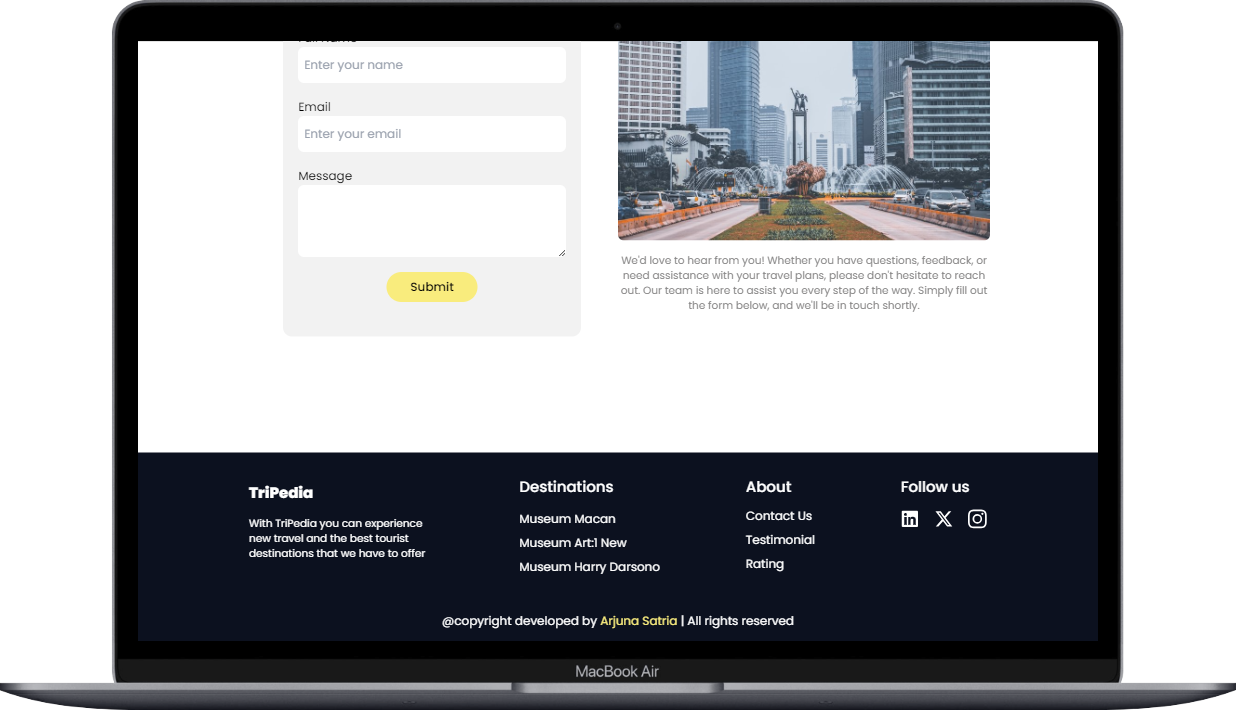 Full name
Enter your name
Email
Enter your email
Message
Submit
We'd love to hear from you! Whether you have questions, feedback, or
need assistance with your travel plans, please don't hesitate to reach
out. Our team is here to assist you every step of the way. Simply fill out
the form below, and we'll be in touch shortly.
TriPedia
With TriPedia you can experience
new travel and the best tourist
destinations that we have to offer
Destinations
Museum Macan
Museum Art:1 New
Museum Harry Darsono
About
Contact Us
Testimonial
Rating
Follow us
@copyright developed by Arjuna Satria | All rights reserved
MacBook Air